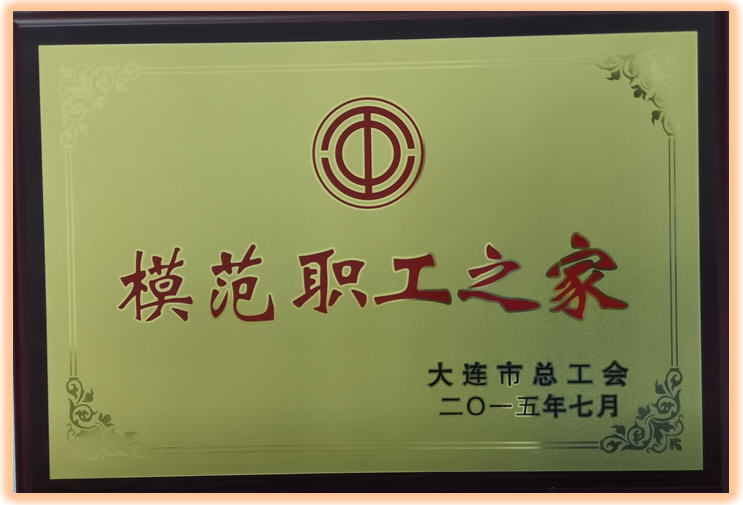 模范职工之家
大连市总工会
二〇一五年七月